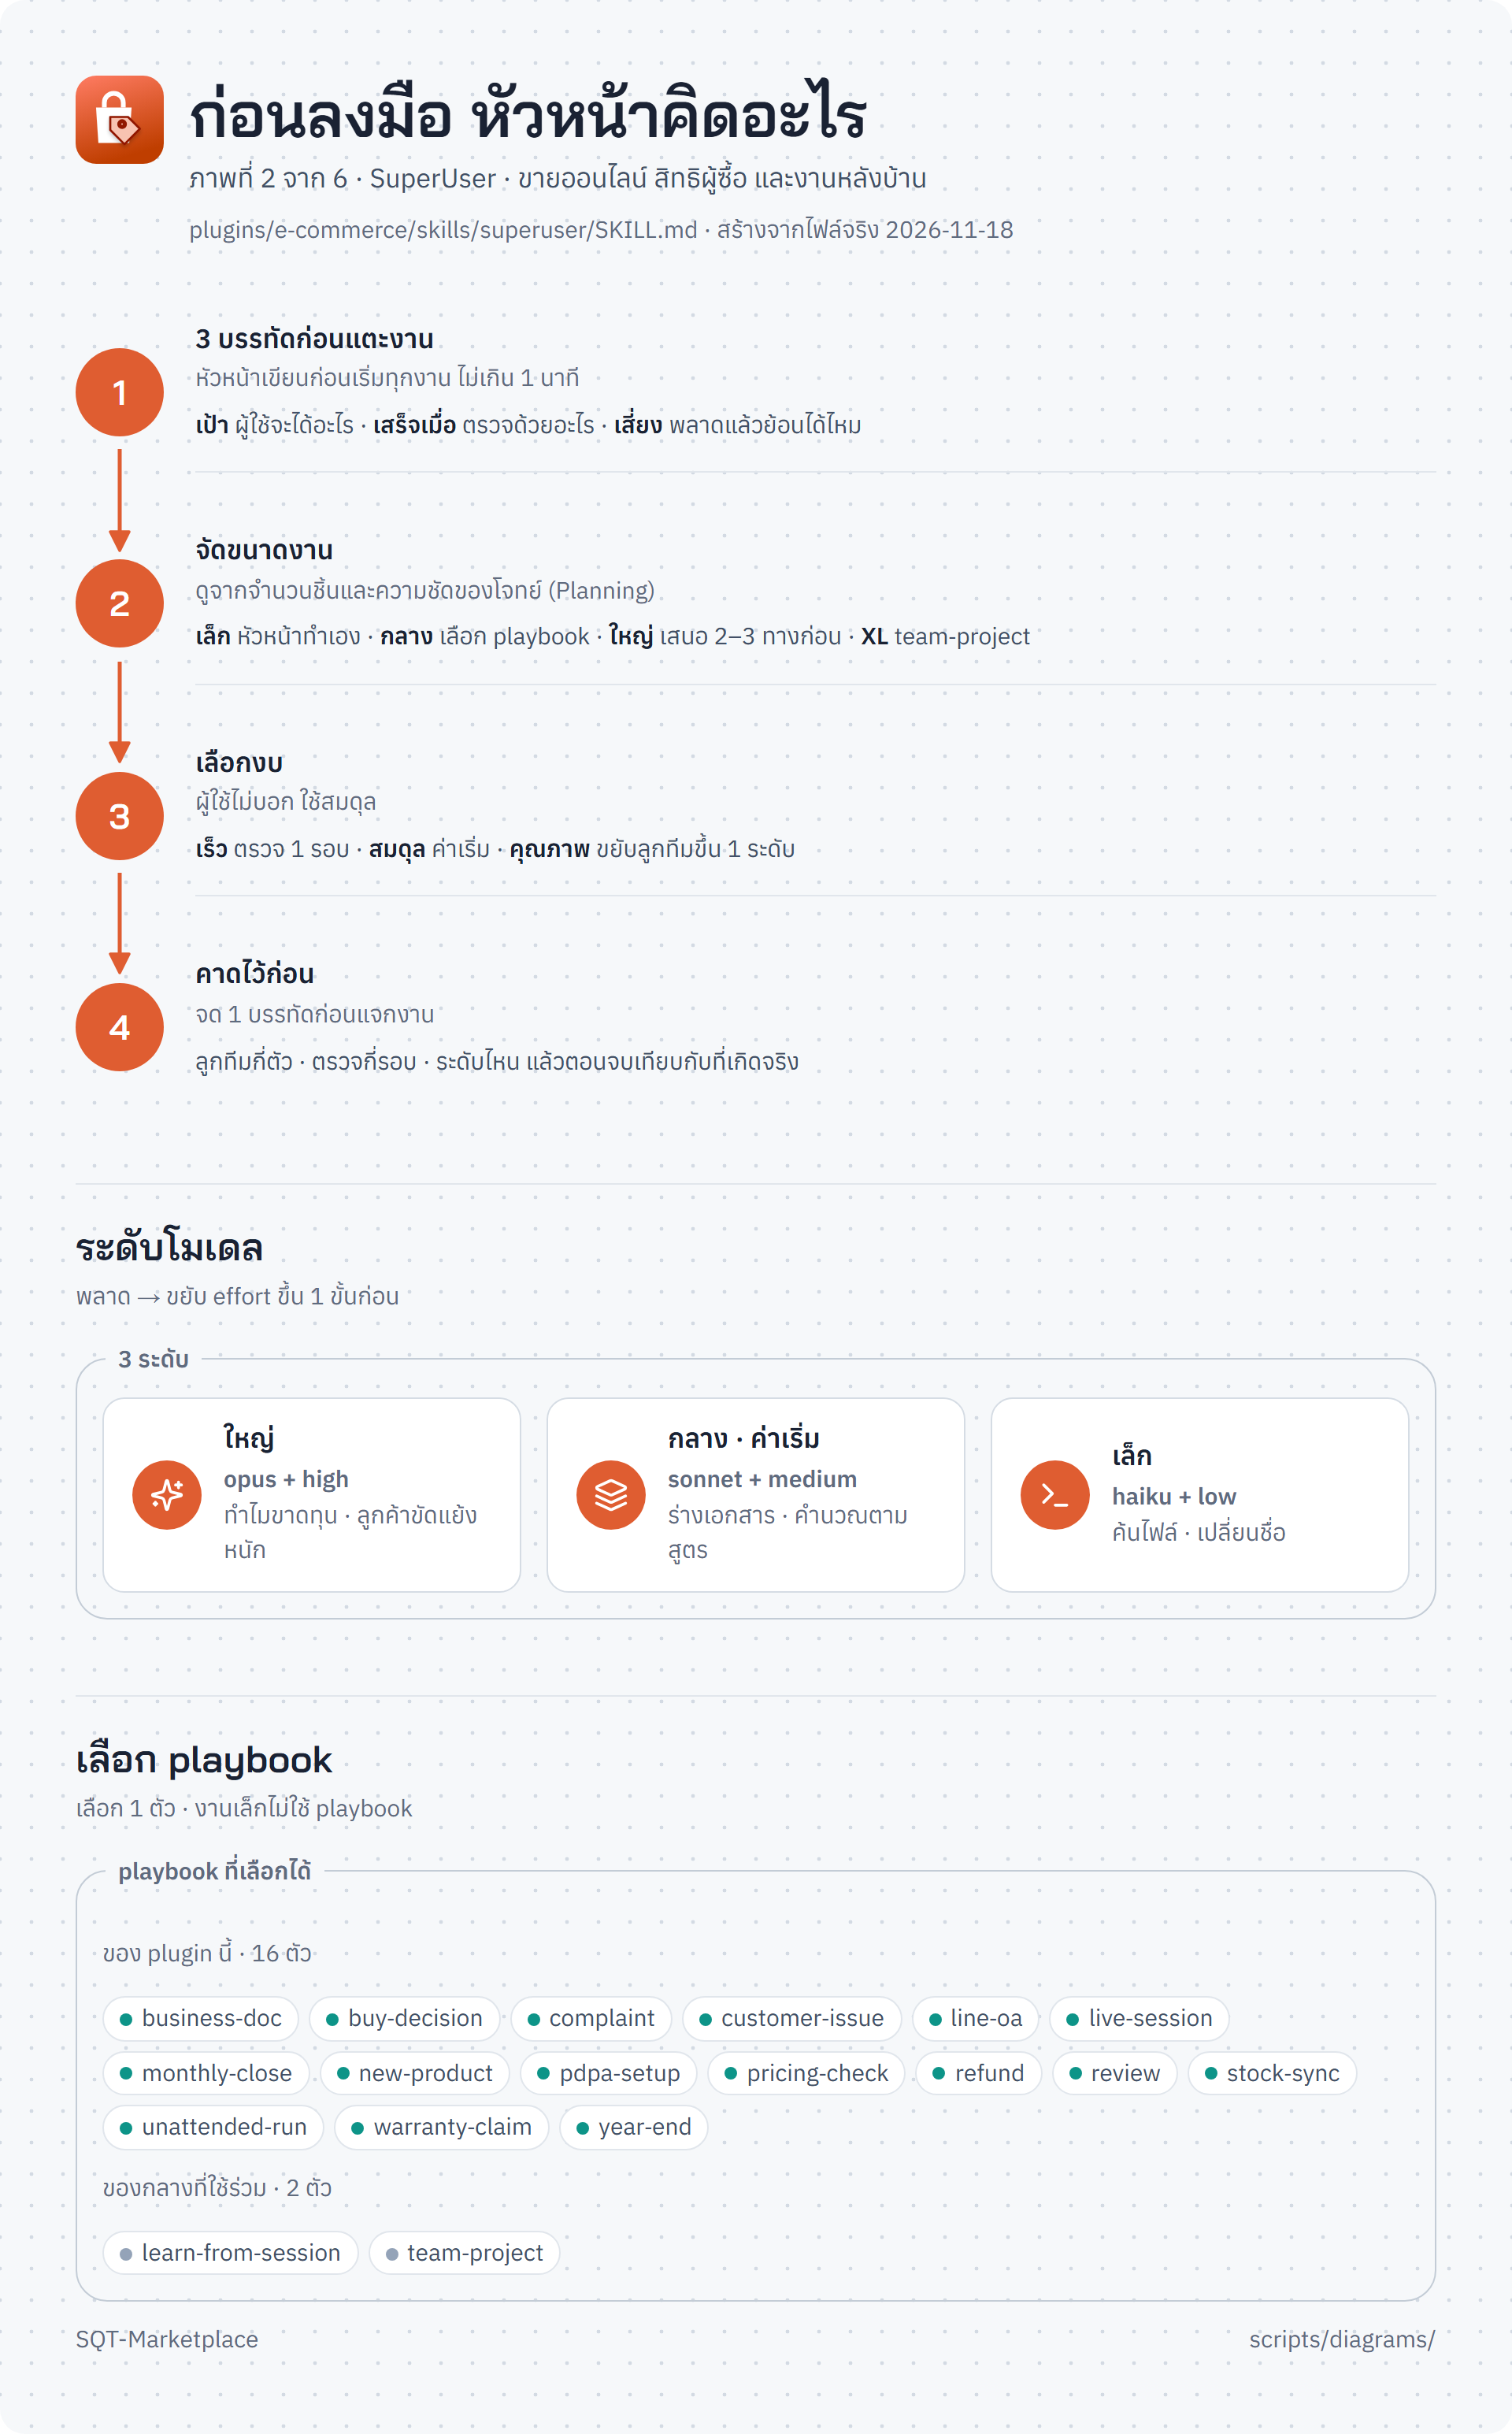 ก่อนลงมือ หัวหน้าคิดอะไร
ภาพที่ 2 จาก 6 · SuperUser · ขายออนไลน์ สิทธิผู้ซื้อ และงานหลังบ้าน
plugins/e-commerce/skills/superuser/SKILL.md · สร้างจากไฟล์จริง 2026-11-18
1
3 บรรทัดก่อนแตะงาน
หัวหน้าเขียนก่อนเริ่มทุกงาน ไม่เกิน 1 นาที
เป้า ผู้ใช้จะได้อะไร · เสร็จเมื่อ ตรวจด้วยอะไร · เสี่ยง พลาดแล้วย้อนได้ไหม
2
จัดขนาดงาน
ดูจากจำนวนชิ้นและความชัดของโจทย์ (Planning)
เล็ก หัวหน้าทำเอง · กลาง เลือก playbook · ใหญ่ เสนอ 2–3 ทางก่อน · XL team-project
3
เลือกงบ
ผู้ใช้ไม่บอก ใช้สมดุล
เร็ว ตรวจ 1 รอบ · สมดุล ค่าเริ่ม · คุณภาพ ขยับลูกทีมขึ้น 1 ระดับ
4
คาดไว้ก่อน
จด 1 บรรทัดก่อนแจกงาน
ลูกทีมกี่ตัว · ตรวจกี่รอบ · ระดับไหน แล้วตอนจบเทียบกับที่เกิดจริง
ระดับโมเดล
พลาด → ขยับ effort ขึ้น 1 ขั้นก่อน
3 ระดับ
ใหญ่
opus + high
ทำไมขาดทุน · ลูกค้าขัดแย้ง
หนัก
กลาง · ค่าเริ่ม
sonnet + medium
ร่างเอกสาร · คำนวณตาม
สูตร
เล็ก
haiku + low
ค้นไฟล์ · เปลี่ยนชื่อ
เลือก playbook
เลือก 1 ตัว · งานเล็กไม่ใช้ playbook
playbook ที่เลือกได้
ของ plugin นี้ · 16 ตัว
business-doc buy-decision complaint customer-issue line-oa live-session
monthly-close new-product pdpa-setup pricing-check refund review stock-sync
unattended-run warranty-claim year-end
ของกลางที่ใช้ร่วม · 2 ตัว
learn-from-session team-project
SQT-Marketplace scripts/diagrams/